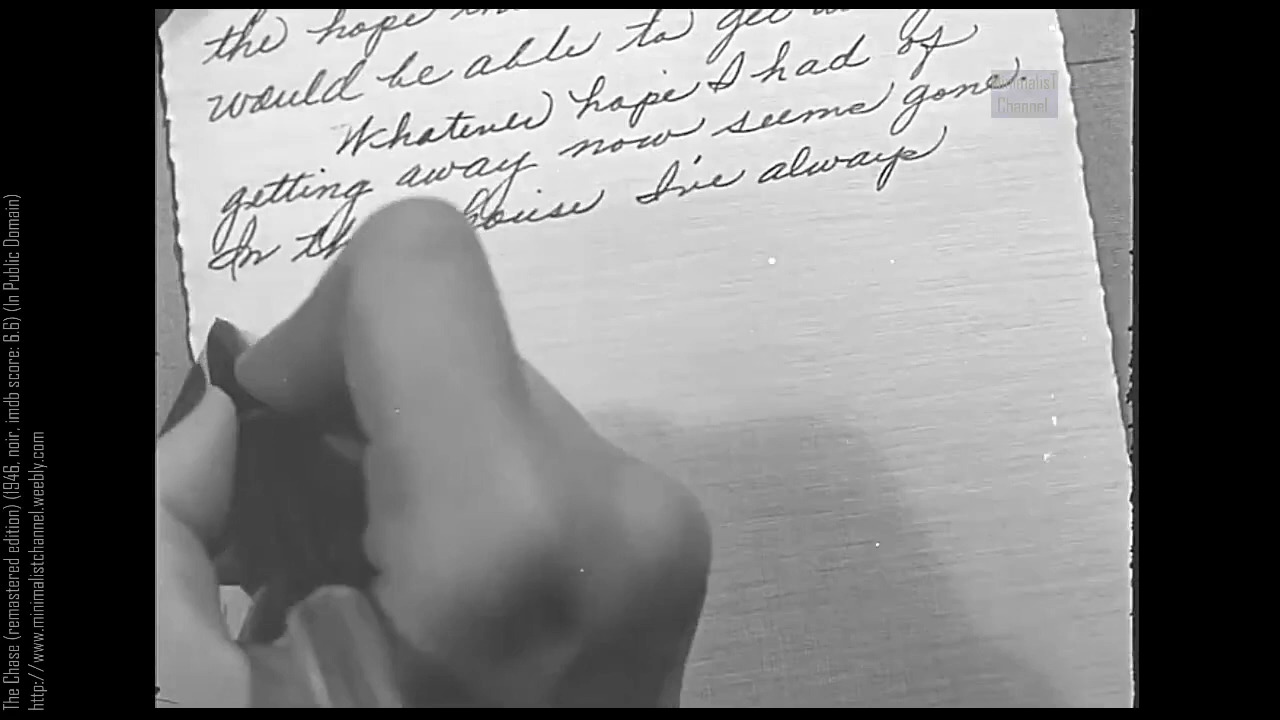 the hope
would be able to get
Whatever hope I had of
getting away now seems gone.
In house I've always
MinimalisT
Channel
The Chase (remastered edition) (1946, noir, imdb score: 6.6) (In Public Domain)
http://www.minimalistchannel.weebly.com